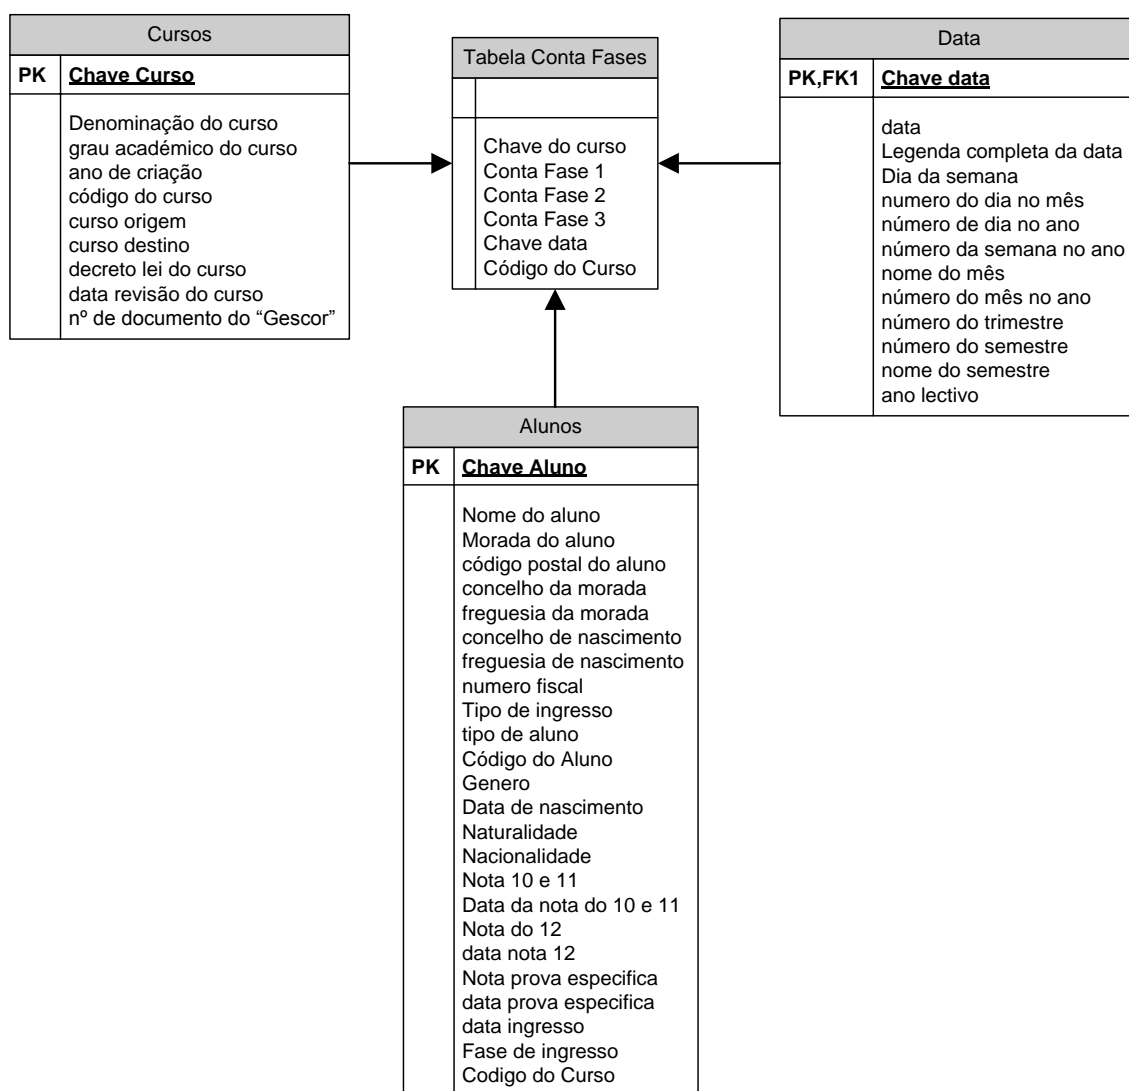 Cursos
PK Chave Curso
Denominação do curso
grau académico do curso
ano de criação
código do curso
curso origem
curso destino
decreto lei do curso
data revisão do curso
nº de documento do “Gescor”
Tabela Conta Fases
Chave do curso
Conta Fase 1
Conta Fase 2
Conta Fase 3
Chave data
Código do Curso
Data
PK,FK1 Chave data
data
Legenda completa da data
Dia da semana
numero do dia no mês
número de dia no ano
número da semana no ano
nome do mês
número do mês no ano
número do trimestre
número do semestre
nome do semestre
ano lectivo
Alunos
PK Chave Aluno
Nome do aluno
Morada do aluno
código postal do aluno
concelho da morada
freguesia da morada
concelho de nascimento
freguesia de nascimento
numero fiscal
Tipo de ingresso
tipo de aluno
Código do Aluno
Genero
Data de nascimento
Naturalidade
Nacionalidade
Nota 10 e 11
Data da nota do 10 e 11
Nota do 12
data nota 12
Nota prova especifica
data prova especifica
data ingresso
Fase de ingresso
Codigo do Curso